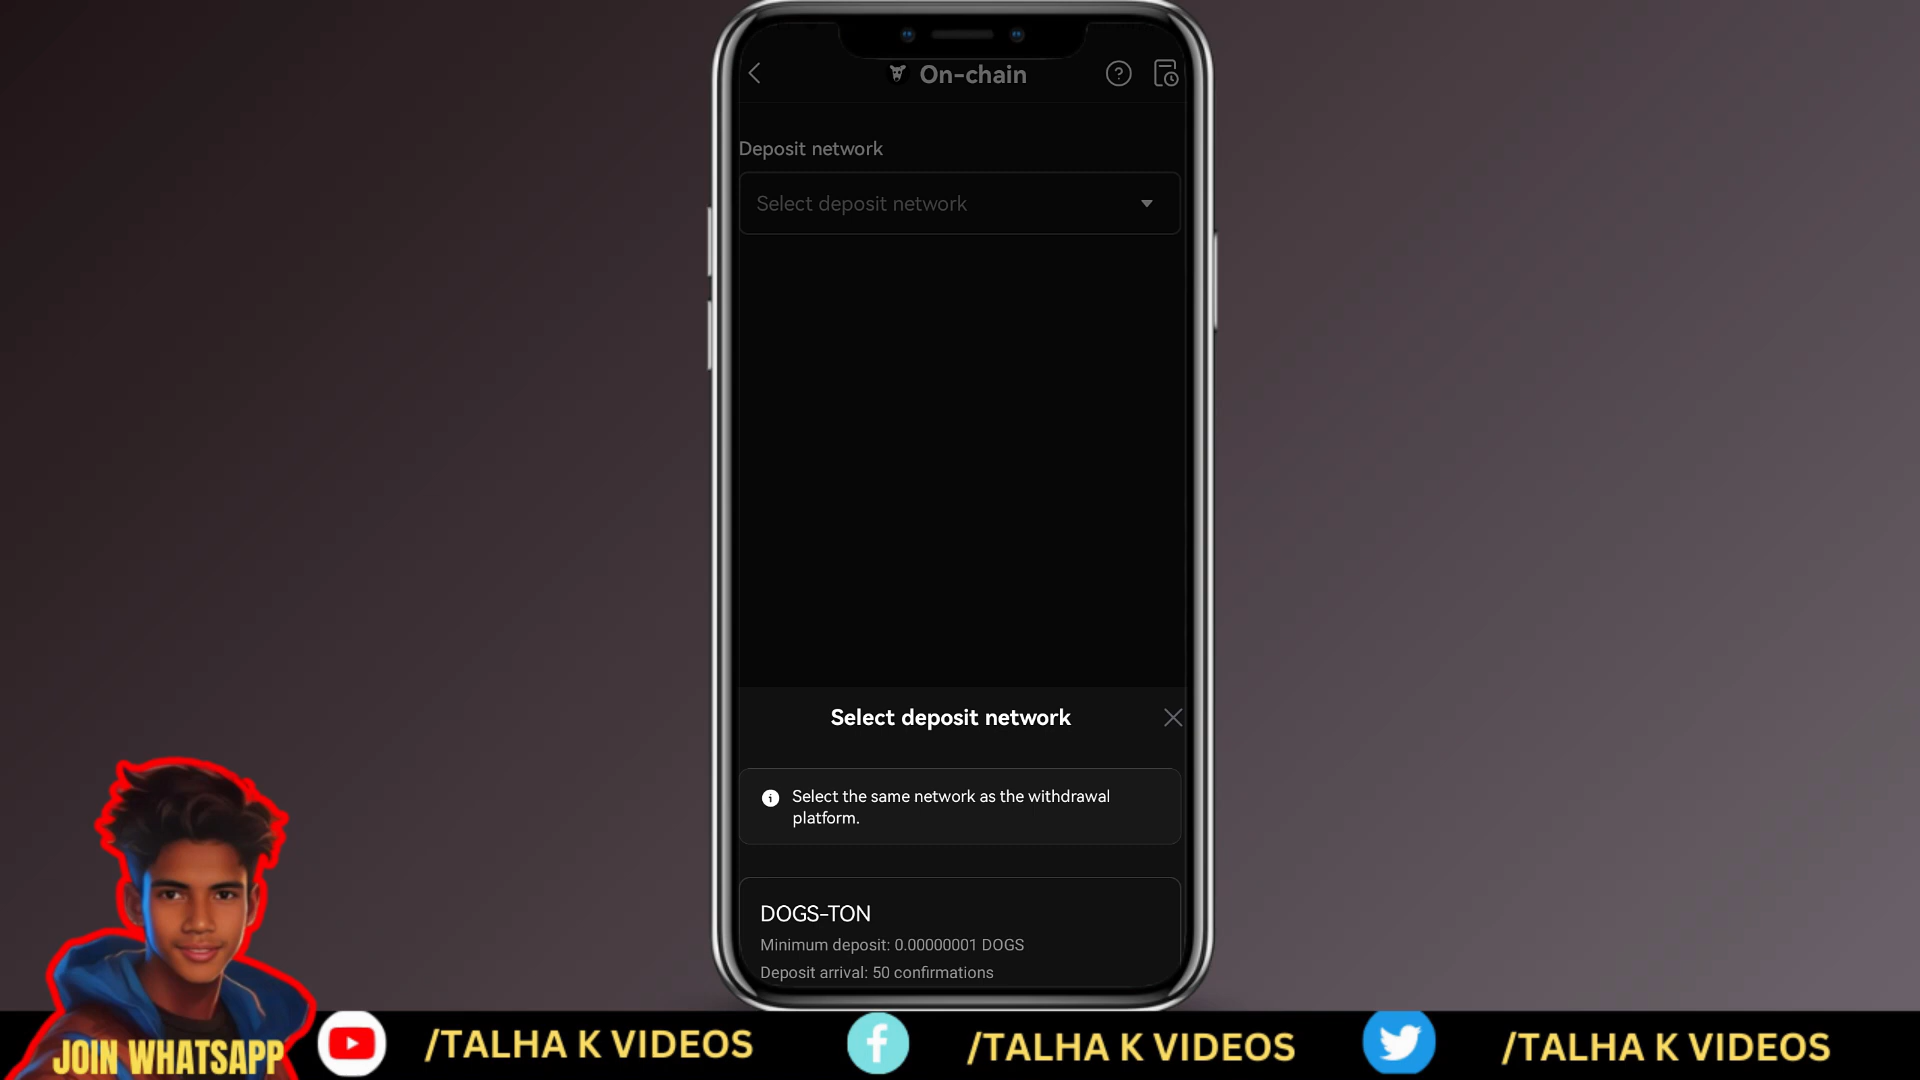 On-chain
Deposit network
Select deposit network
Select deposit network
Select the same network as the withdrawal
platform.
DOGS-TON
Minimum deposit: 0.00000001 DOGS
Deposit arrival: 50 confirmations
JOIN WHATSAPP
/TALHA K VIDEOS
/TALHA K VIDEOS
/TALHA K VIDEOS